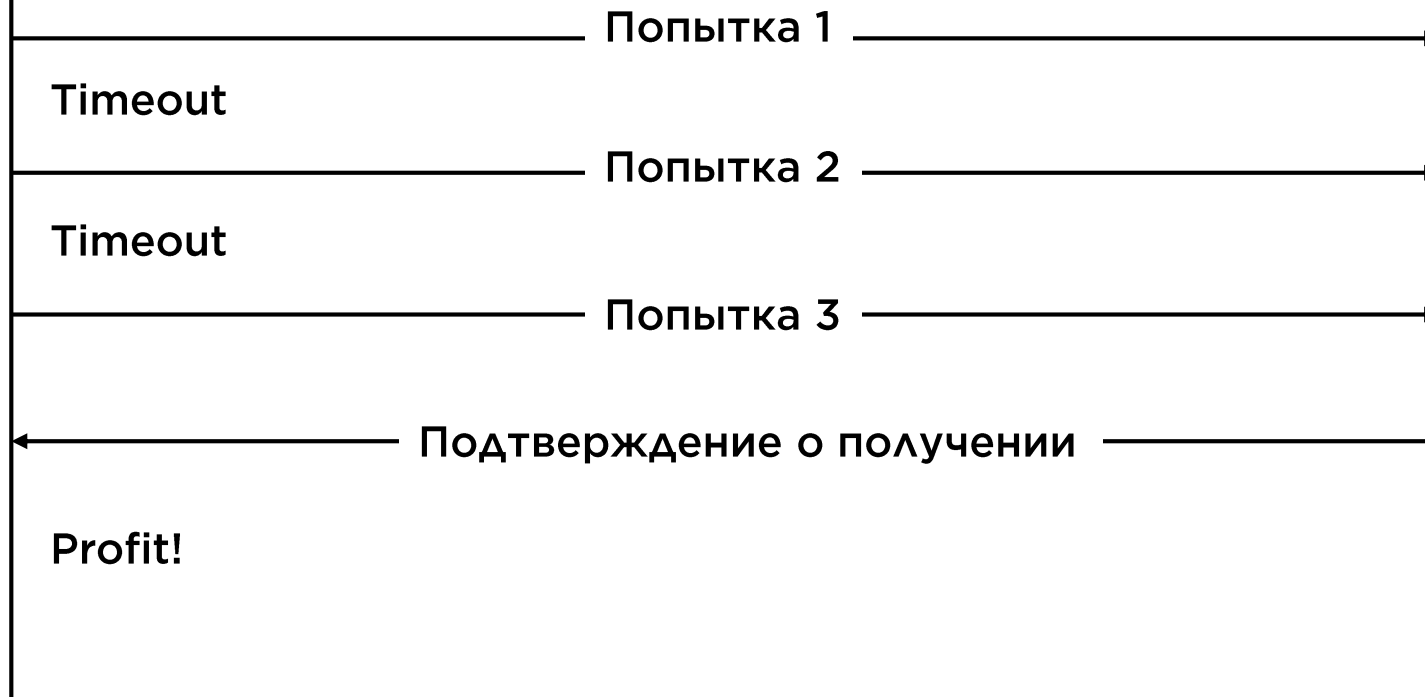 Попытка 1
Timeout
Попытка 2
Timeout
Попытка 3
Подтверждение о получении
Profit!